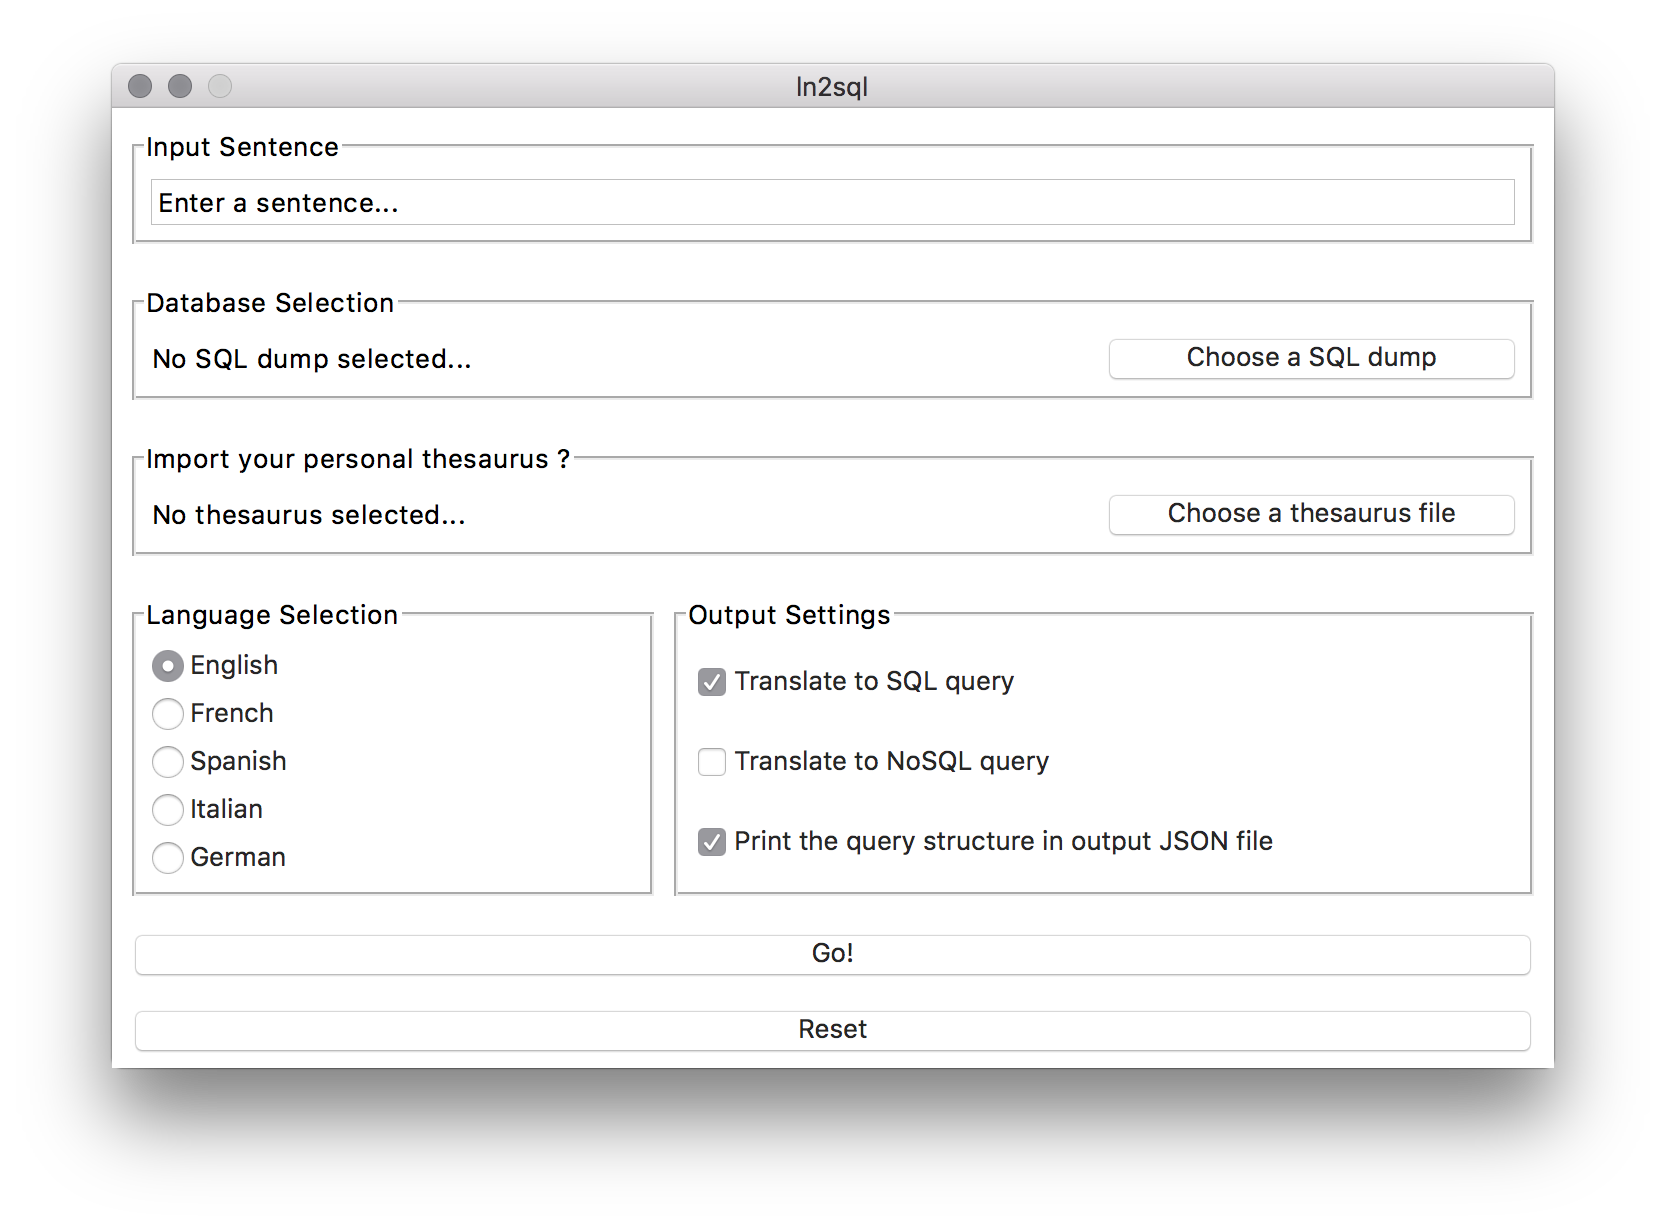 ln2sql
Input Sentence
Enter a sentence...
Database Selection
No SQL dump selected...
Choose a SQL dump
Import your personal thesaurus ?
No thesaurus selected...
Choose a thesaurus file
Language Selection
English
French
Spanish
Italian
German
Output Settings
Translate to SQL query
Translate to NoSQL query
Print the query structure in output JSON file
Go!
Reset